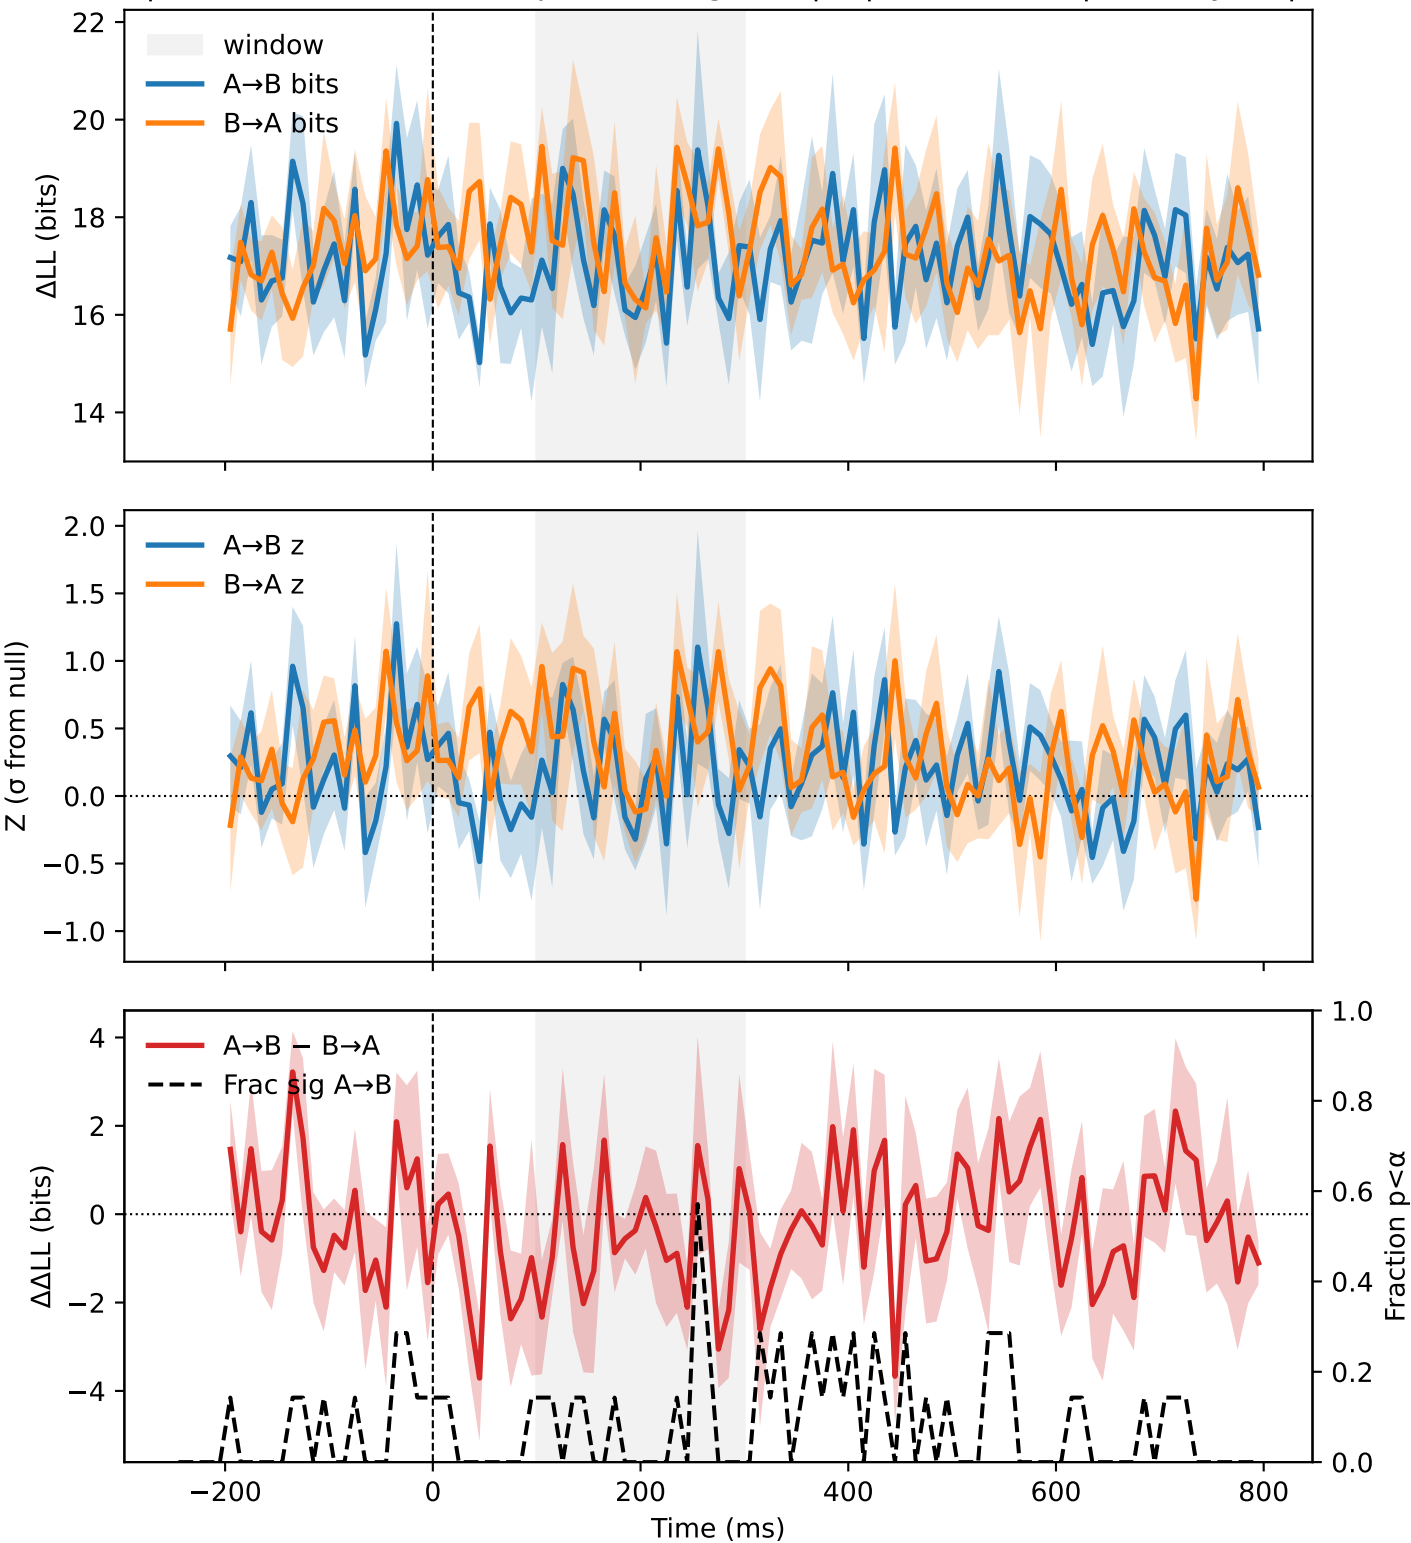 22
20
18
16
14
ΔLL (bits)
window
A→B bits
B→A bits
2.0
1.5
1.0
0.5
0.0
−0.5
−1.0
Z (σ from null)
A→B z
B→A z
4
2
0
−2
−4
ΔΔLL (bits)
A→B − B→A
Frac sig A→B
1.0
0.8
0.6
0.4
0.2
0.0
Fraction p<α
−200
0
200
400
600
800
Time (ms)